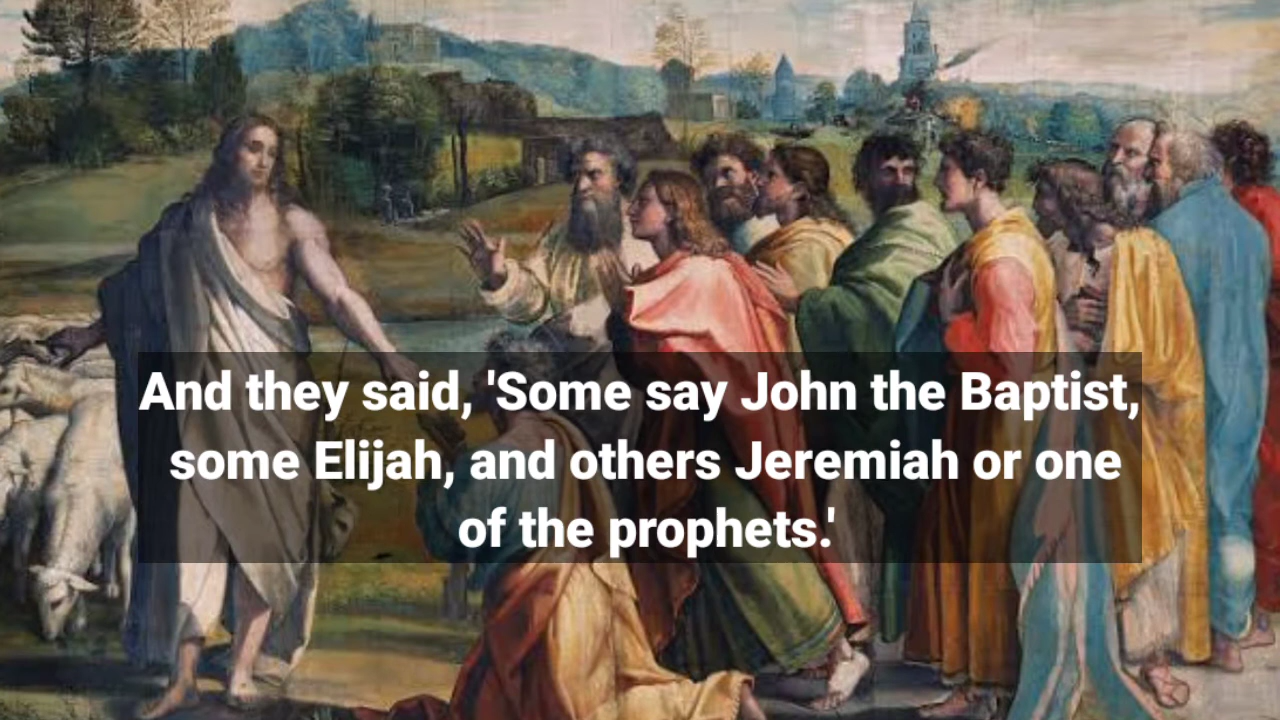 And they said, 'Some say John the Baptist,
some Elijah, and others Jeremiah or one
of the prophets.'